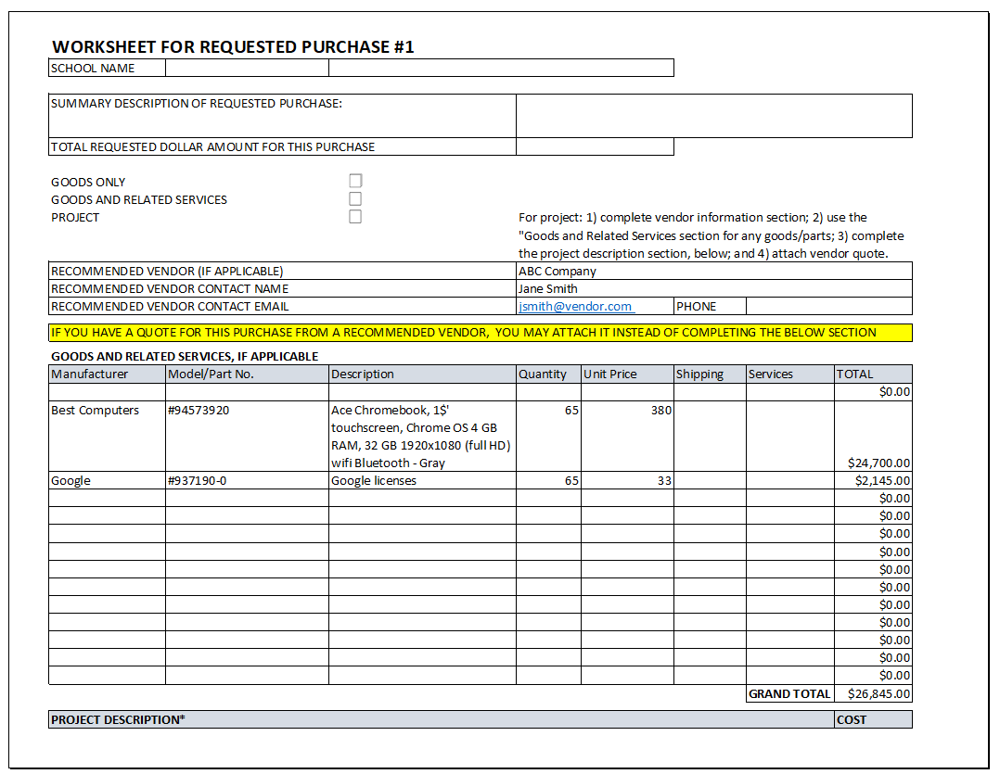 WORKSHEET FOR REQUESTED PURCHASE #1
SCHOOL NAME
SUMMARY DESCRIPTION OF REQUESTED PURCHASE:
TOTAL REQUESTED DOLLAR AMOUNT FOR THIS PURCHASE
GOODS ONLY
GOODS AND RELATED SERVICES
PROJECT
For project: 1) complete vendor information section; 2) use the
"Goods and Related Services section for any goods/parts; 3) complete
the project description section, below; and 4) attach vendor quote.
RECOMMENDED VENDOR (IF APPLICABLE) ABC Company
RECOMMENDED VENDOR CONTACT NAME Jane Smith
RECOMMENDED VENDOR CONTACT EMAIL jsmith@vendor.com PHONE
IF YOU HAVE A QUOTE FOR THIS PURCHASE FROM A RECOMMENDED VENDOR, YOU MAY ATTACH IT INSTEAD OF COMPLETING THE BELOW SECTION
GOODS AND RELATED SERVICES, IF APPLICABLE
Manufacturer Model/Part No. Description Quantity Unit Price Shipping Services TOTAL
$0.00
Best Computers #94573920 Ace Chromebook, 1$' 65 380
touchscreen, Chrome OS 4 GB
RAM, 32 GB 1920x1080 (full HD)
wifi Bluetooth - Gray $24,700.00
Google #937190-0 Google licenses 65 33 $2,145.00
$0.00
$0.00
$0.00
$0.00
$0.00
$0.00
$0.00
$0.00
$0.00
$0.00
$0.00
GRAND TOTAL $26,845.00
PROJECT DESCRIPTION* COST